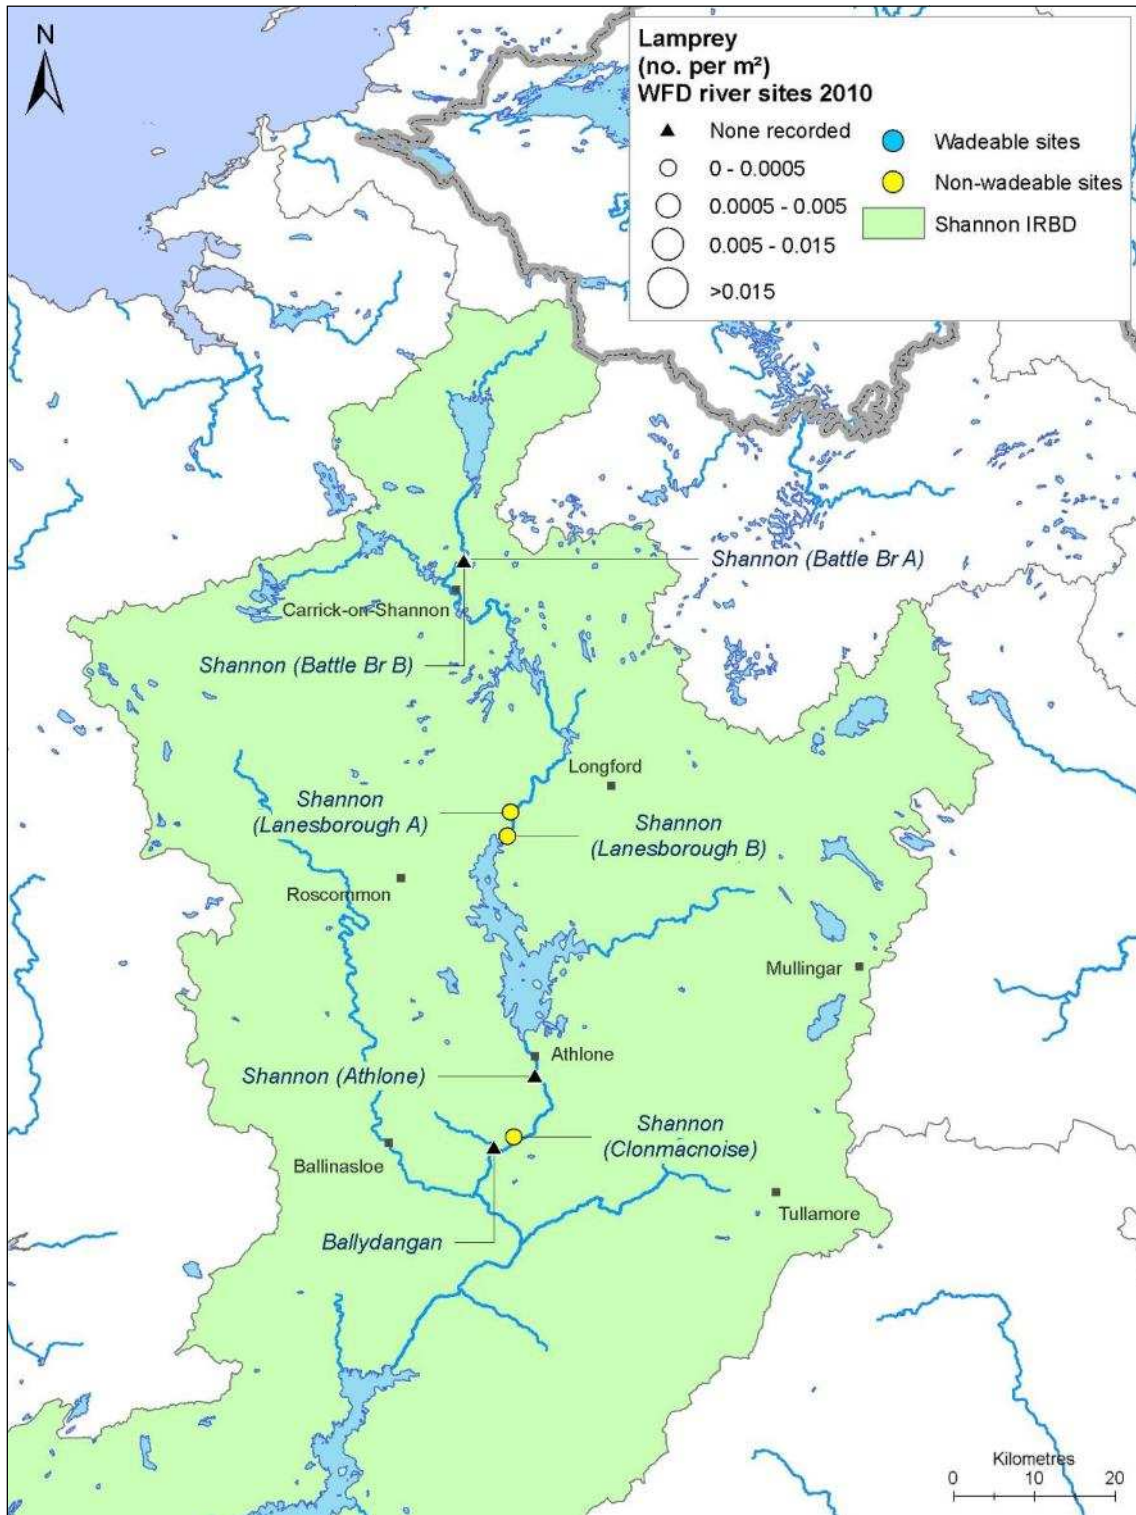 N
Lamprey
(no. per m²)
WFD river sites 2010
None recorded
0 - 0.0005
0.0005 - 0.005
0.005 - 0.015
>0.015
Wadeable sites
Non-wadeable sites
Shannon IRBD
Shannon (Battle Br A)
Carrick-on-Shannon
Shannon (Battle Br B)
Longford
Shannon
(Lanesborough A)
Shannon
(Lanesborough B)
Roscommon
Mullingar
Athlone
Shannon (Athlone)
Shannon
(Clonmacnoise)
Ballinasloe
Tullamore
Ballydangan
Kilometres
0 10 20